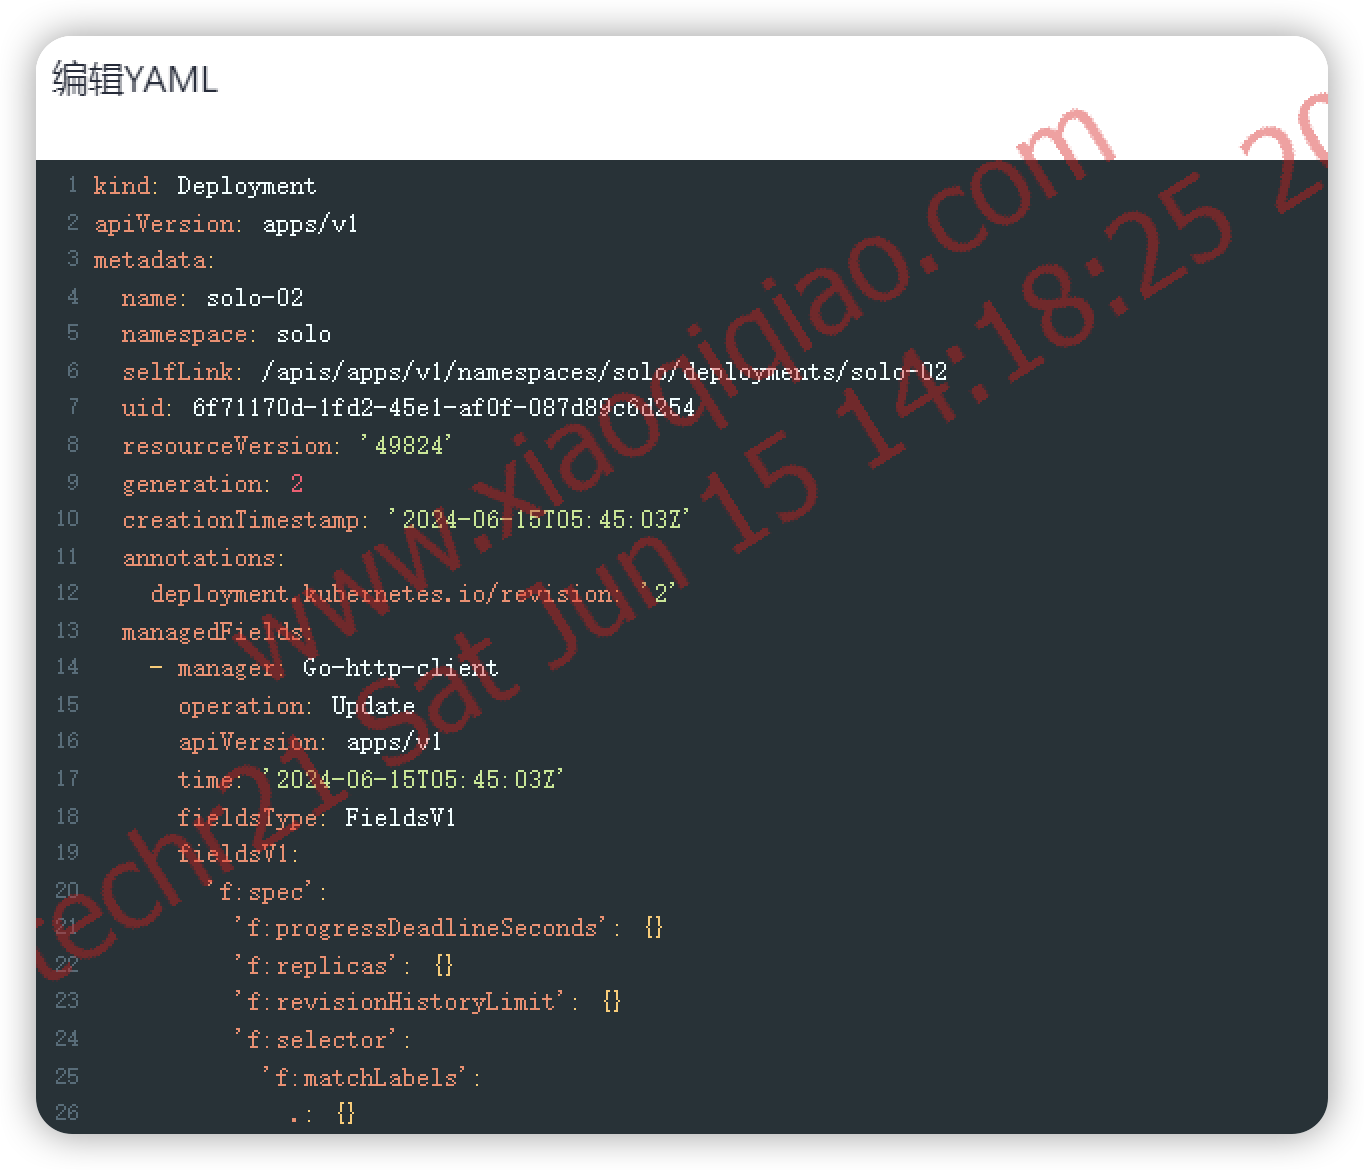 编辑YAML
1 kind: Deployment
2 apiVersion: apps/v1
3 metadata:
4   name: solo-02
5   namespace: solo
6   selfLink: /apis/apps/v1/namespaces/solo/deployments/solo-02
7   uid: 6f71170d-1fd2-45e1-af0f-087d89c6d254
8   resourceVersion: '49824'
9   generation: 2
10   creationTimestamp: '2024-06-15T05:45:03Z'
11   annotations:
12     deployment.kubernetes.io/revision: '2'
13   managedFields:
14     - manager: Go-http-client
15       operation: Update
16       apiVersion: apps/v1
17       time: '2024-06-15T05:45:03Z'
18       fieldsType: FieldsV1
19       fieldsV1:
20         'f:spec':
21           'f:progressDeadlineSeconds': {}
22           'f:replicas': {}
23           'f:revisionHistoryLimit': {}
24           'f:selector':
25             'f:matchLabels':
26               .: {}
www.xiaoqiqiao.com
techr21 Sat Jun 15 14:18:25 20